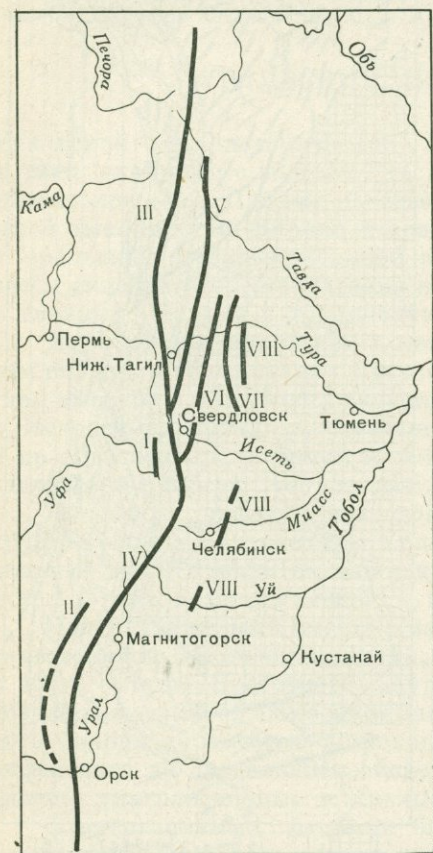 Печора
Обь
Кама
III
V
Тавда
Пермь
Ниж. Тагил
Тура
VIII
VI
VII
Свердловск
Тюмень
I
Исеть
Уфа
VIII
Миасс
Тобол
Челябинск
IV
VIII
Уй
II
Магнитогорск
Кустанай
Урал
Орск